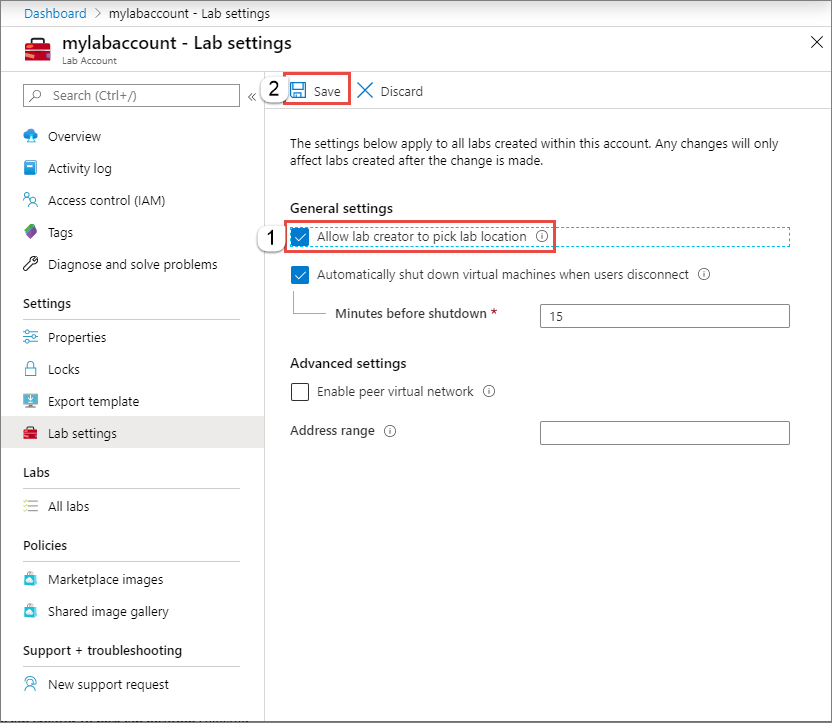 Dashboard > mylabaccount - Lab settings
mylabaccount - Lab settings
Lab Account
Search (Ctrl+/)
«
Overview
Activity log
Access control (IAM)
Tags
Diagnose and solve problems
Settings
Properties
Locks
Export template
Lab settings
Labs
All labs
Policies
Marketplace images
Shared image gallery
Support + troubleshooting
New support request
2 Save Discard
The settings below apply to all labs created within this account. Any changes will only
affect labs created after the change is made.
General settings
1 Allow lab creator to pick lab location
Automatically shut down virtual machines when users disconnect
Minutes before shutdown * 15
Advanced settings
Enable peer virtual network
Address range